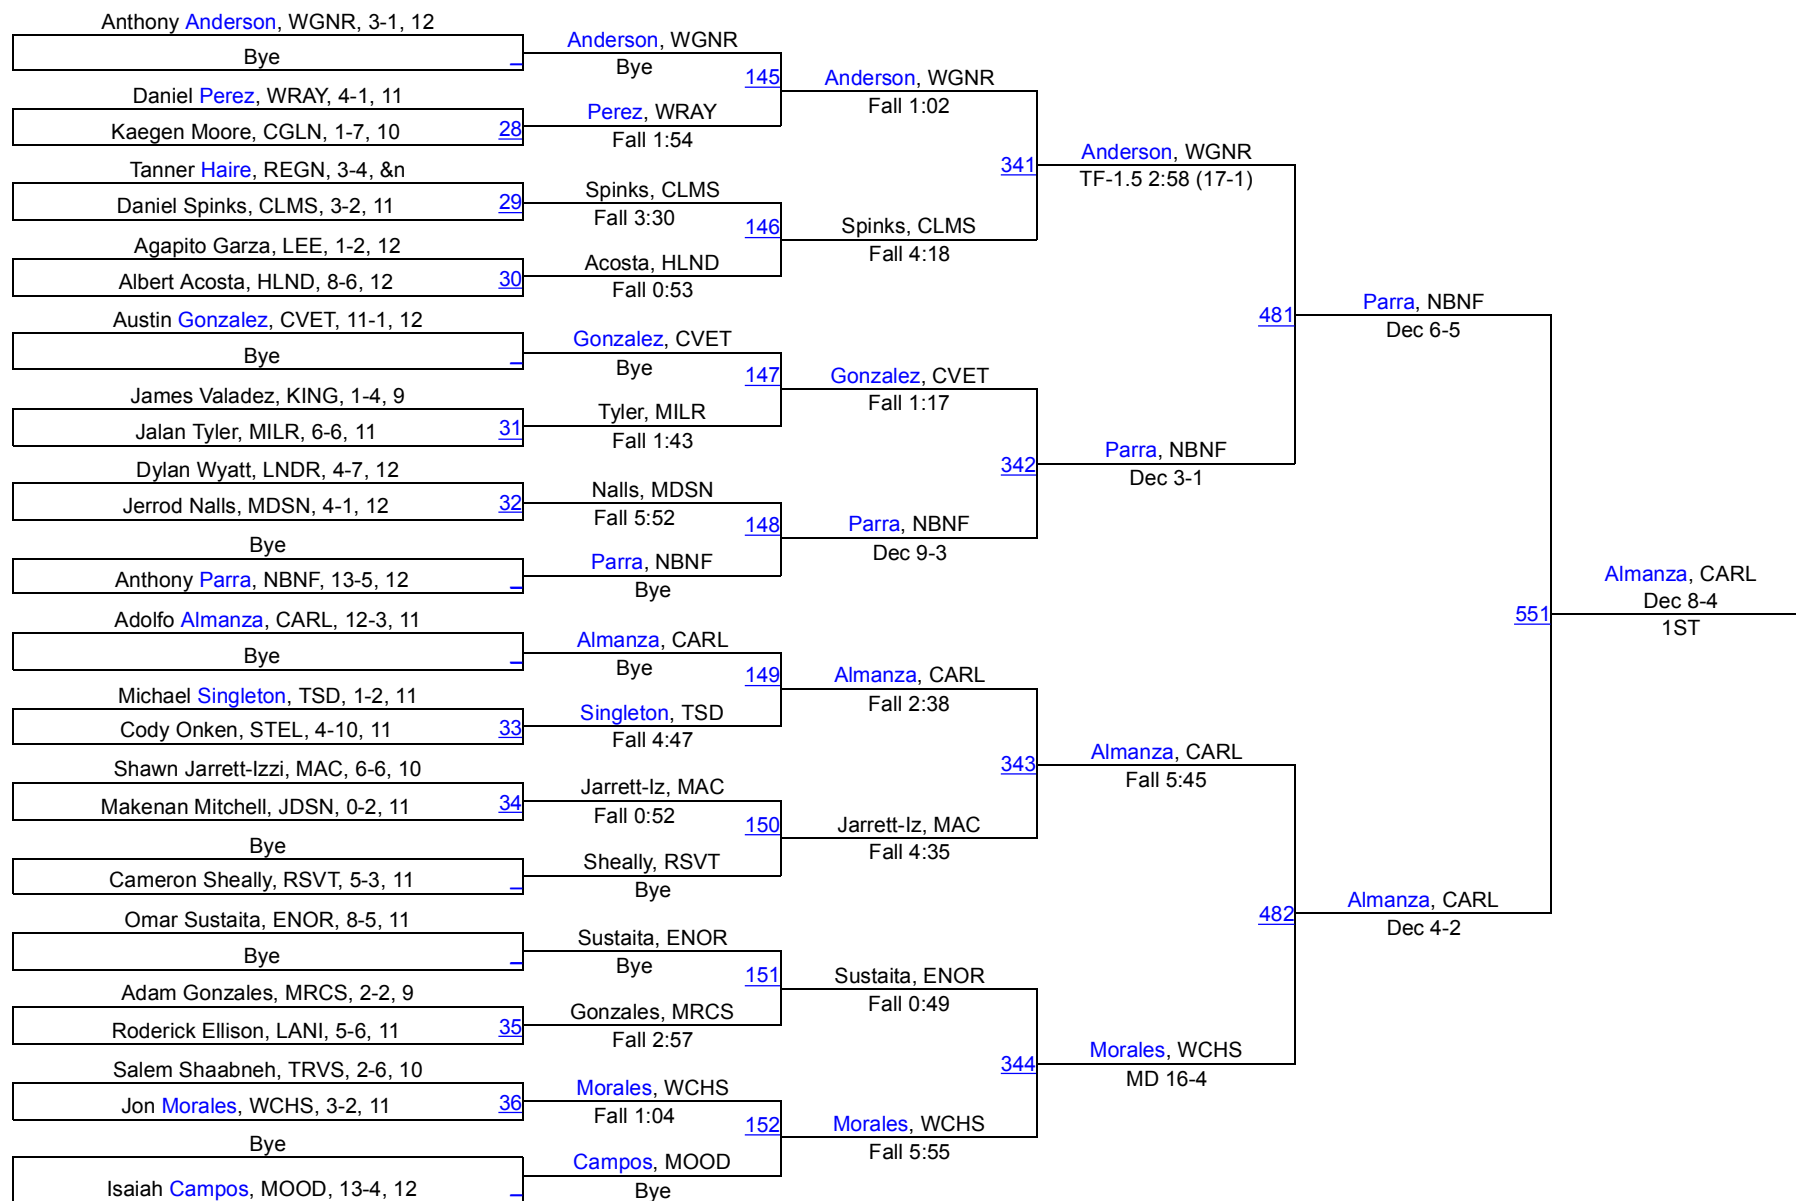 Anthony Anderson, WGNR, 3-1, 12
Bye
Daniel Perez, WRAY, 4-1, 11
Kaegen Moore, CGLN, 1-7, 10
28
Tanner Haire, REGN, 3-4, &n
Daniel Spinks, CLMS, 3-2, 11
29
Agapito Garza, LEE, 1-2, 12
Albert Acosta, HLND, 8-6, 12
30
Austin Gonzalez, CVET, 11-1, 12
Bye
James Valadez, KING, 1-4, 9
Jalan Tyler, MILR, 6-6, 11
31
Dylan Wyatt, LNDR, 4-7, 12
Jerrod Nalls, MDSN, 4-1, 12
32
Bye
Anthony Parra, NBNF, 13-5, 12
Adolfo Almanza, CARL, 12-3, 11
Bye
Michael Singleton, TSD, 1-2, 11
Cody Onken, STEL, 4-10, 11
33
Shawn Jarrett-Izzi, MAC, 6-6, 10
Makenan Mitchell, JDSN, 0-2, 11
34
Bye
Cameron Sheally, RSVT, 5-3, 11
Omar Sustaita, ENOR, 8-5, 11
Bye
Adam Gonzales, MRCS, 2-2, 9
Roderick Ellison, LANI, 5-6, 11
35
Salem Shaabneh, TRVS, 2-6, 10
Jon Morales, WCHS, 3-2, 11
36
Bye
Isaiah Campos, MOOD, 13-4, 12
Anderson, WGNR
Bye
145
Perez, WRAY
Fall 1:54
Spinks, CLMS
Fall 3:30
146
Acosta, HLND
Fall 0:53
Gonzalez, CVET
Bye
147
Tyler, MILR
Fall 1:43
Nalls, MDSN
Fall 5:52
148
Parra, NBNF
Bye
Almanza, CARL
Bye
149
Singleton, TSD
Fall 4:47
Jarrett-Iz, MAC
Fall 0:52
150
Sheally, RSVT
Bye
Sustaita, ENOR
Bye
151
Gonzales, MRCS
Fall 2:57
Morales, WCHS
Fall 1:04
152
Campos, MOOD
Bye
Anderson, WGNR
Fall 1:02
341
Spinks, CLMS
Fall 4:18
Gonzalez, CVET
Fall 1:17
342
Parra, NBNF
Dec 9-3
Almanza, CARL
Fall 2:38
343
Jarrett-Iz, MAC
Fall 4:35
Sustaita, ENOR
Fall 0:49
344
Morales, WCHS
Fall 5:55
Anderson, WGNR
TF-1.5 2:58 (17-1)
481
Parra, NBNF
Dec 3-1
Almanza, CARL
Fall 5:45
482
Morales, WCHS
MD 16-4
Parra, NBNF
Dec 6-5
551
Almanza, CARL
Dec 4-2
Almanza, CARL
Dec 8-4
1ST